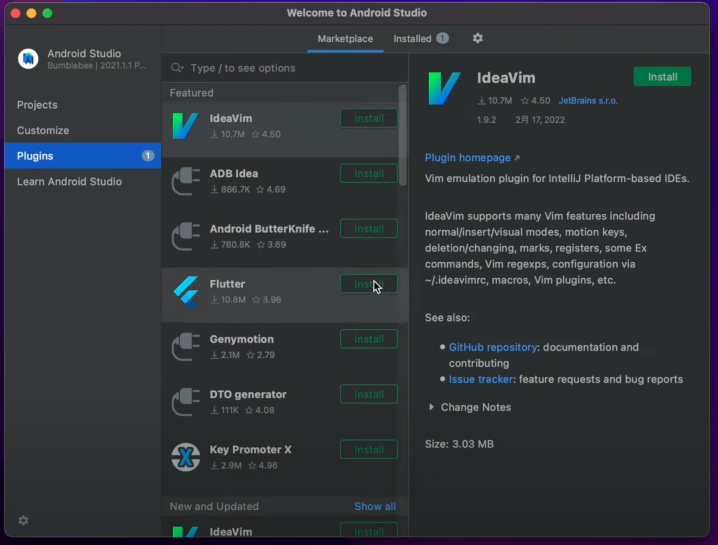 Welcome to Android Studio
Android Studio
Bumblebee | 2021.1.1 P...
Projects
Customize
Plugins 1
Learn Android Studio
Marketplace Installed 1
Type / to see options
Featured
IdeaVim Install
10.7M 4.50
ADB Idea Install
866.7K 4.69
Android ButterKnife ... Install
780.8K 3.69
Flutter Install
10.8M 3.96
Genymotion Install
2.1M 2.79
DTO generator Install
111K 4.08
Key Promoter X Install
2.9M 4.96
New and Updated Show all
IdeaVim Install
IdeaVim Install
10.7M 4.50 JetBrains s.r.o.
1.9.2 2月 17, 2022
Plugin homepage ↗
Vim emulation plugin for IntelliJ Platform-based IDEs.
IdeaVim supports many Vim features including
normal/insert/visual modes, motion keys,
deletion/changing, marks, registers, some Ex
commands, Vim regexps, configuration via
~/.ideavimrc, macros, Vim plugins, etc.
See also:
• GitHub repository: documentation and
contributing
• Issue tracker: feature requests and bug reports
Change Notes
Size: 3.03 MB